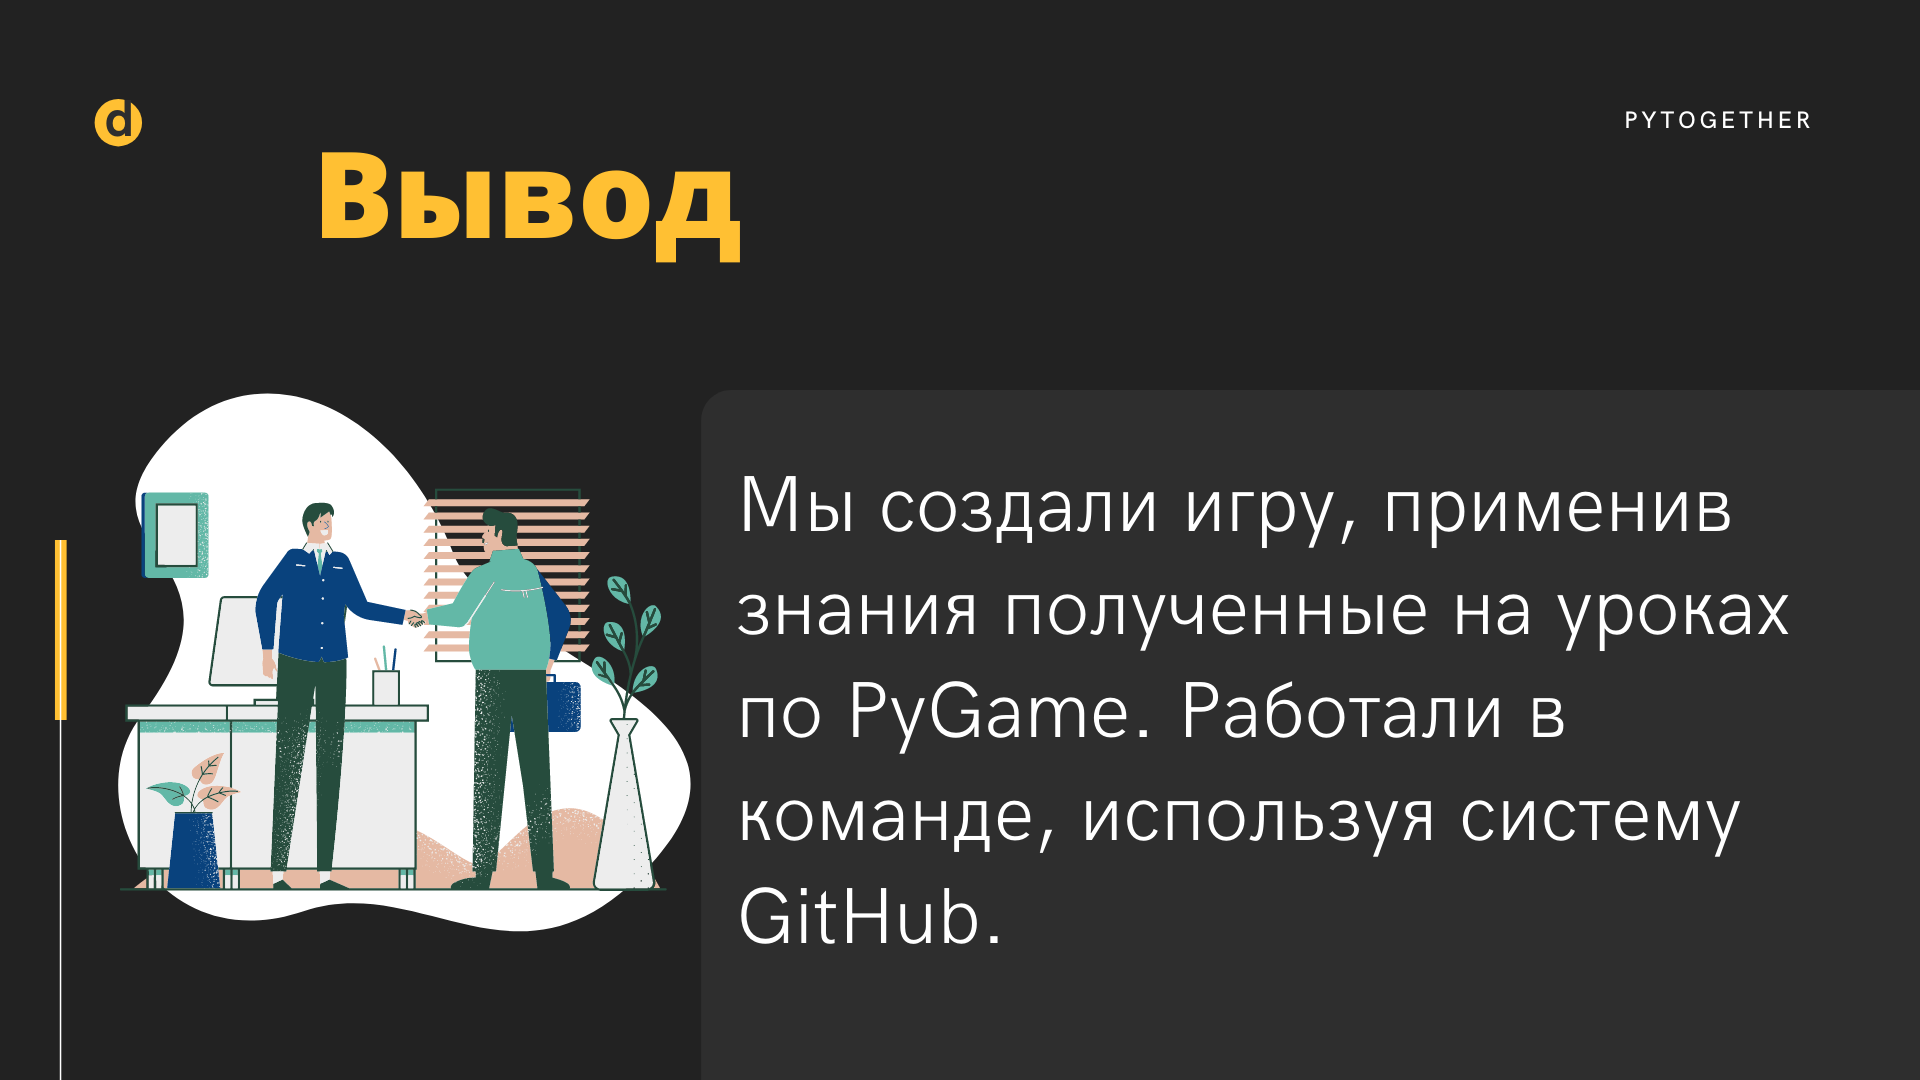 d
PYTOGETHER
Вывод
Мы создали игру, применив
знания полученные на уроках
по PyGame. Работали в
команде, используя систему
GitHub.